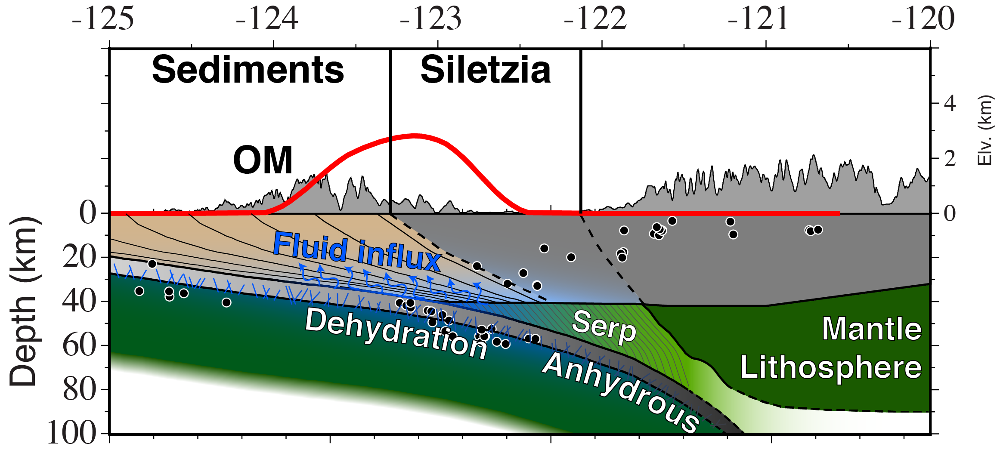 -125 -124 -123 -122 -121 -120
Sediments Siletzia
OM
4
2
0
Elv. (km)
0
20
40
60
80
100
Depth (km)
Fluid influx
Dehydration
Serp
Anhydrous
Mantle
Lithosphere